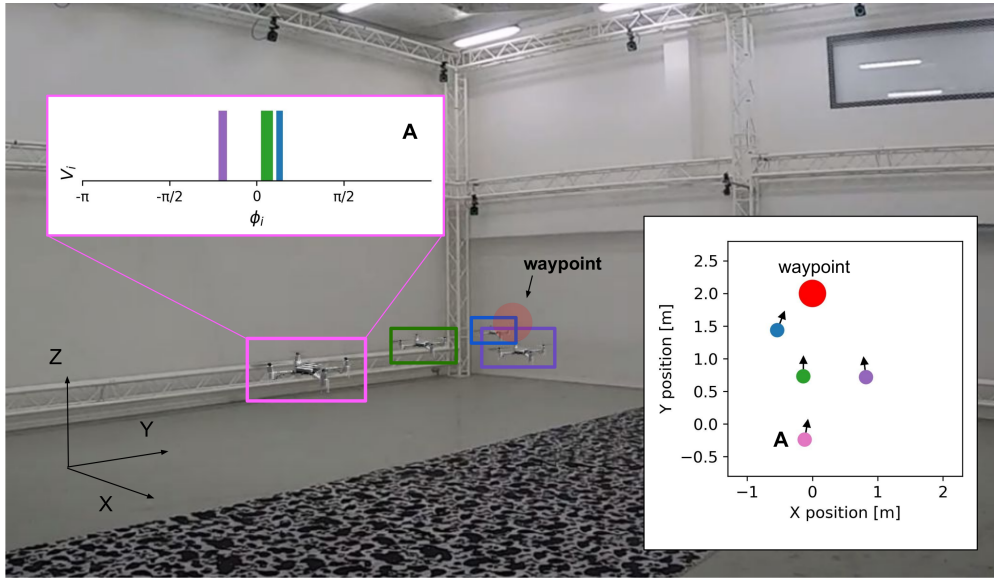 A
V_i
-π
-π/2
0
π/2
ϕ_i
waypoint
Z
Y
X
waypoint
2.5
2.0
1.5
1.0
0.5
0.0
−0.5
Y position [m]
A
−1
0
1
2
X position [m]